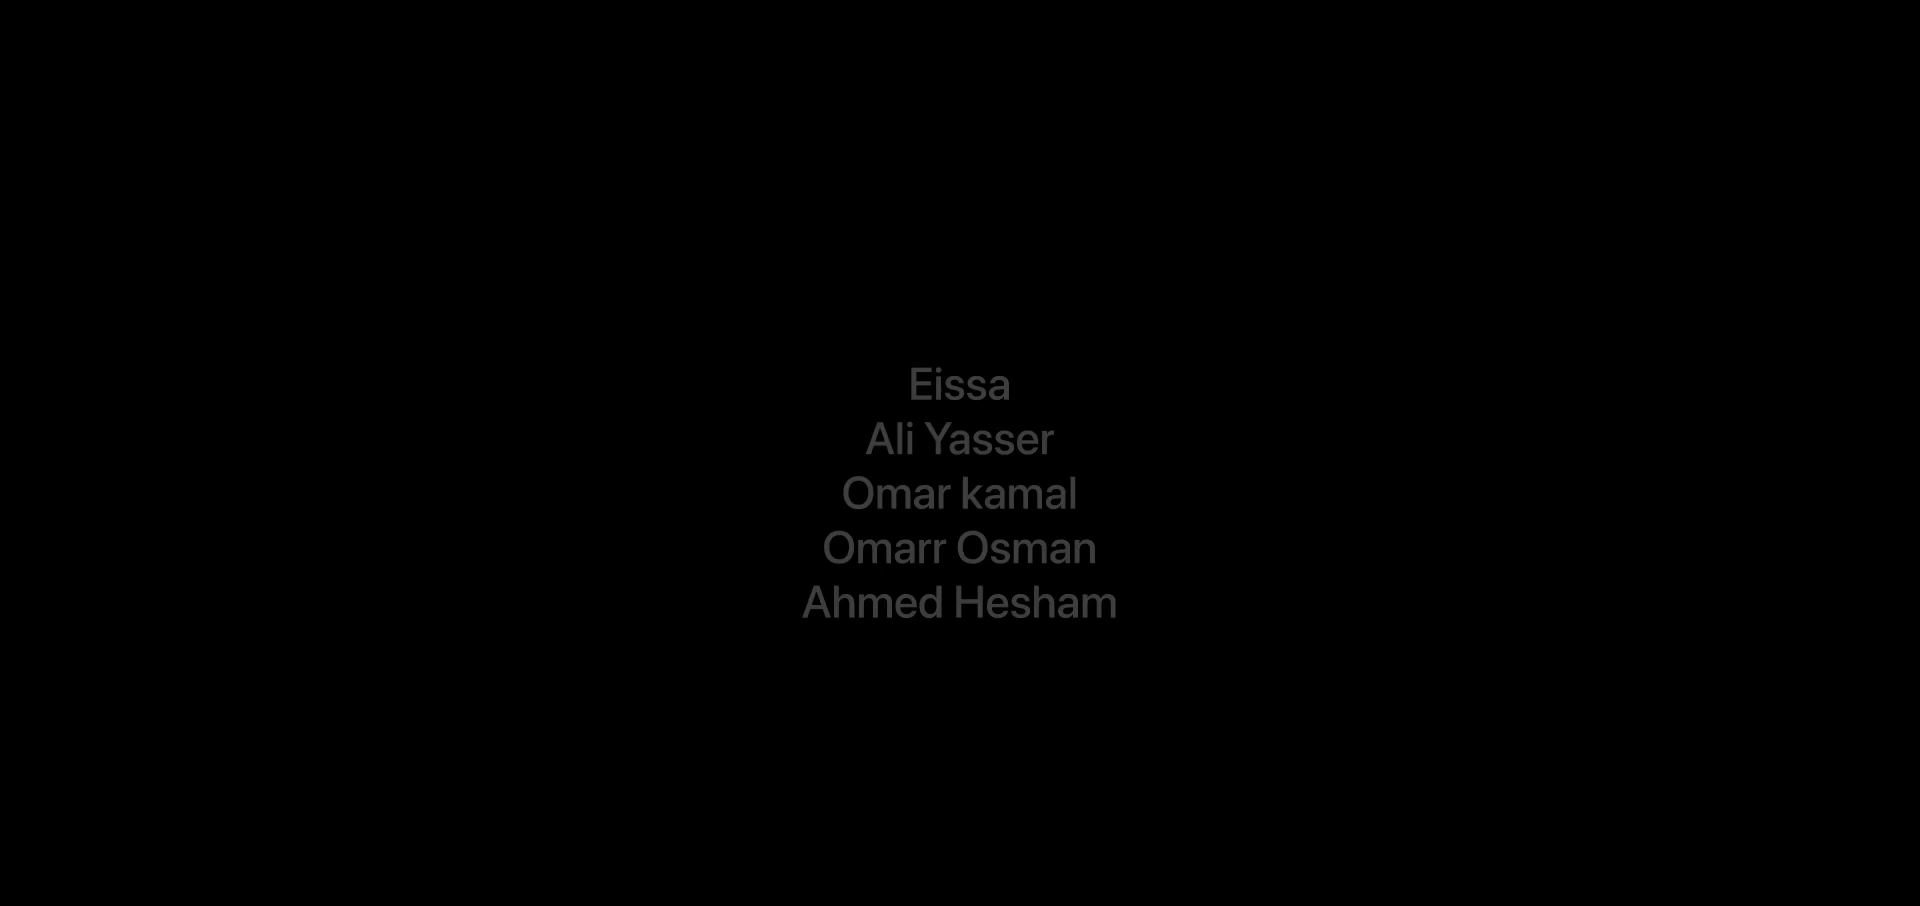 Eissa
Ali Yasser
Omar kamal
Omarr Osman
Ahmed Hesham